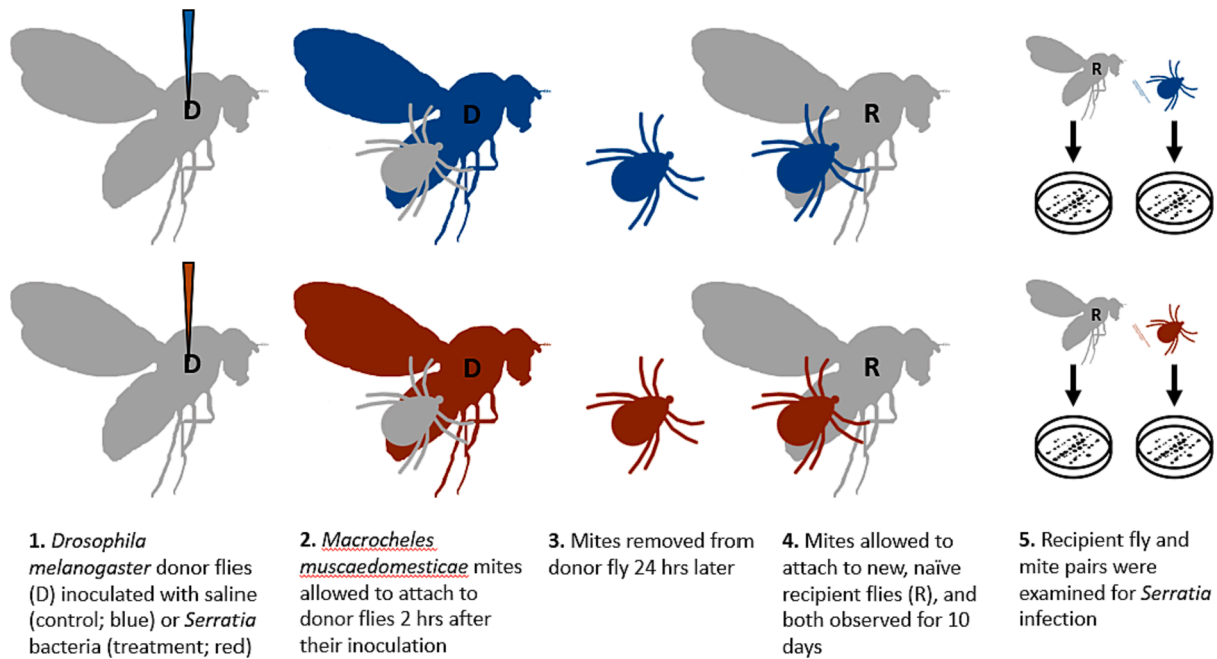 D
D
R
R
D
D
R
R
1. Drosophila
melanogaster donor flies
(D) inoculated with saline
(control; blue) or Serratia
bacteria (treatment; red)
2. Macrocheles
muscaedomesticae mites
allowed to attach to
donor flies 2 hrs after
their inoculation
3. Mites removed from
donor fly 24 hrs later
4. Mites allowed to
attach to new, naïve
recipient flies (R), and
both observed for 10
days
5. Recipient fly and
mite pairs were
examined for Serratia
infection